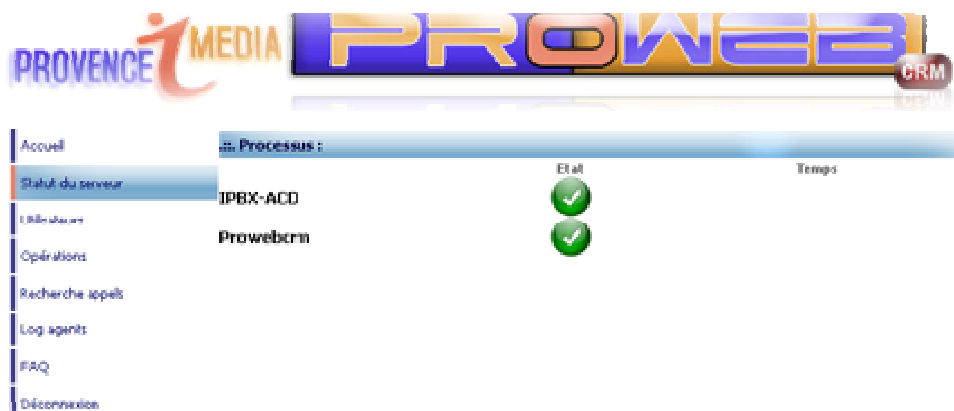 PROVENCE i MEDIA
PROWEB
CRM
Accueil
Statut du serveur
Utilisateurs
Opérations
Recherche appels
Log agents
FAQ
Déconnexion
.::. Processus :
Etat Temps
IPBX-ACD
Prowebcrm